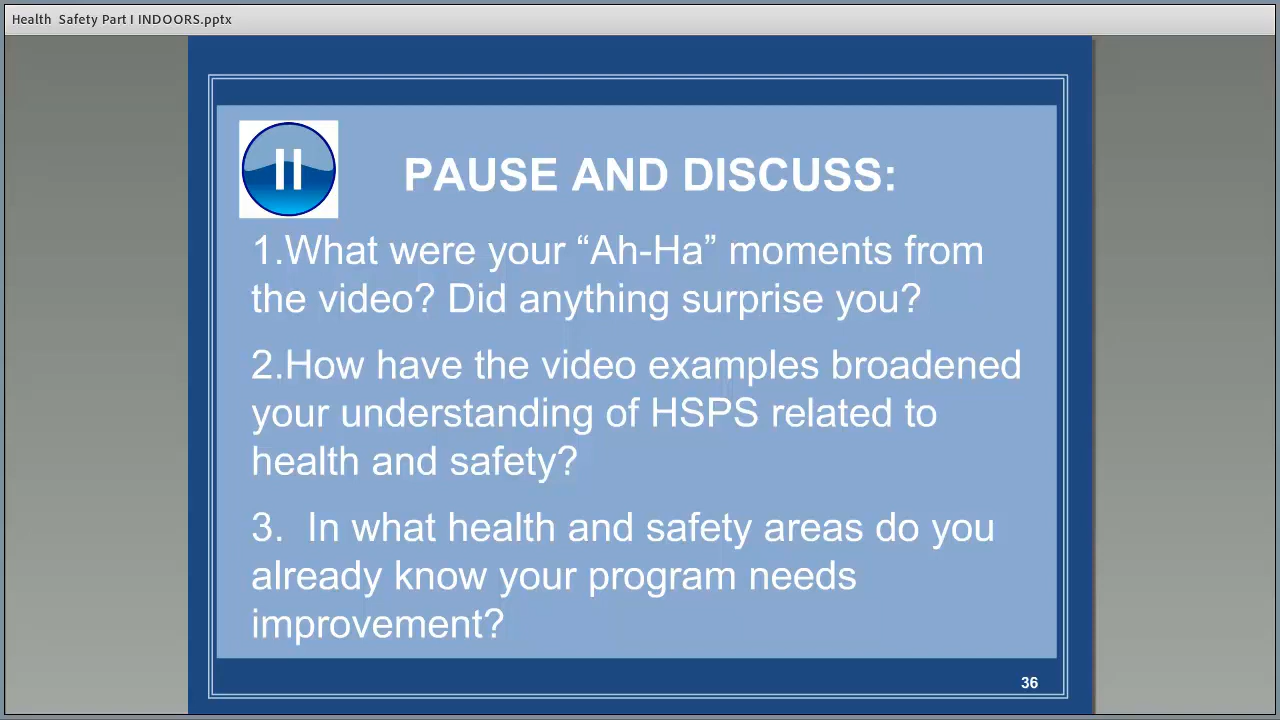 Health  Safety Part I INDOORS.pptx
PAUSE AND DISCUSS:
1.What were your “Ah-Ha” moments from
the video? Did anything surprise you?
2.How have the video examples broadened
your understanding of HSPS related to
health and safety?
3.  In what health and safety areas do you
already know your program needs
improvement?
36